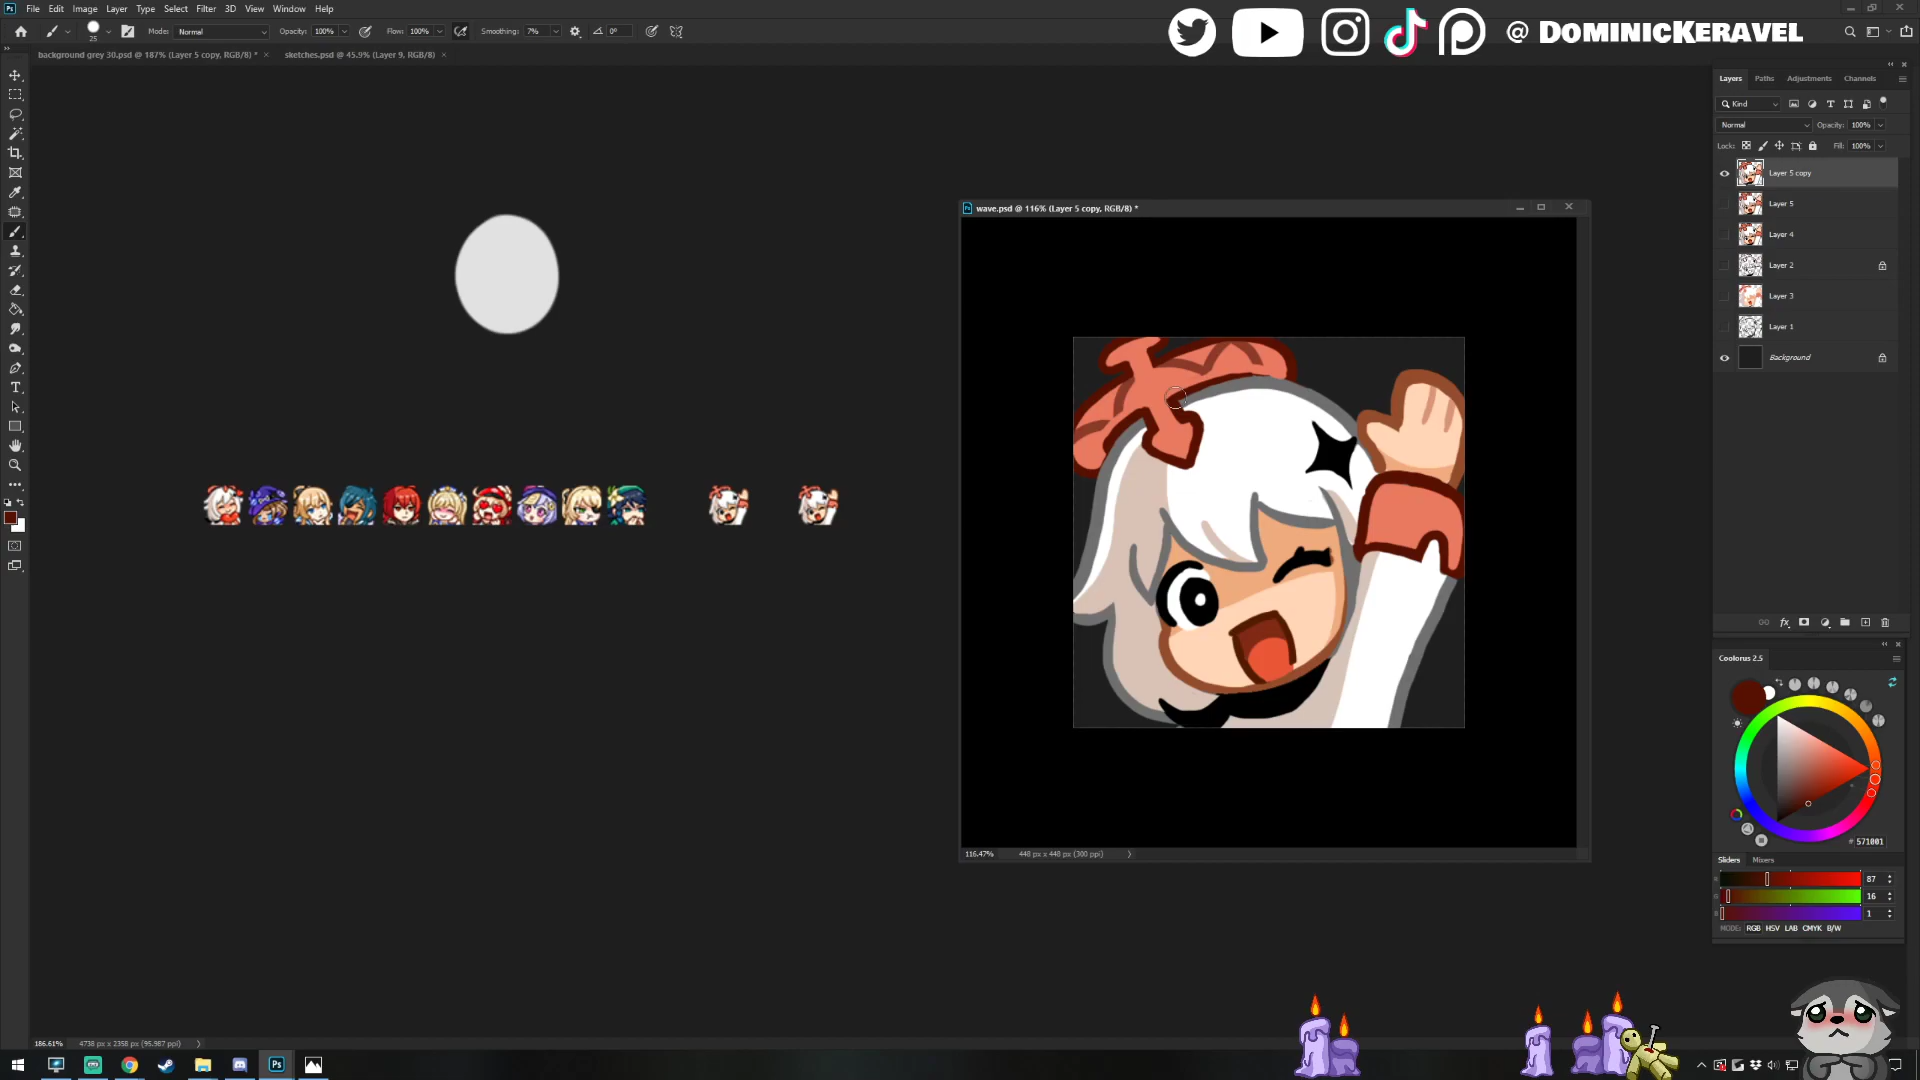 File Edit Image Layer Type Select Filter 3D View Window Help
25 Mode: Normal Opacity: 100% Flow: 100% Smoothing: 7% 0°
@ DominicKeravel
background grey 30.psd @ 187% (Layer 5 copy, RGB/8) * × sketches.psd @ 45.9% (Layer 9, RGB/8) ×
Layers Paths Adjustments Channels
Kind
Normal Opacity: 100%
Lock: Fill: 100%
Layer 5 copy
Layer 5
Layer 4
Layer 2
Layer 3
Layer 1
Background
wave.psd @ 116% (Layer 5 copy, RGB/8) *
116.47% 448 px x 448 px (300 ppi)
fx
Coolorus 2.5
# 571001
Sliders Mixers
87
16
1
MODE: RGB HSV LAB CMYK B/W
186.61% 4738 px x 2358 px (95.987 ppi)
Ps